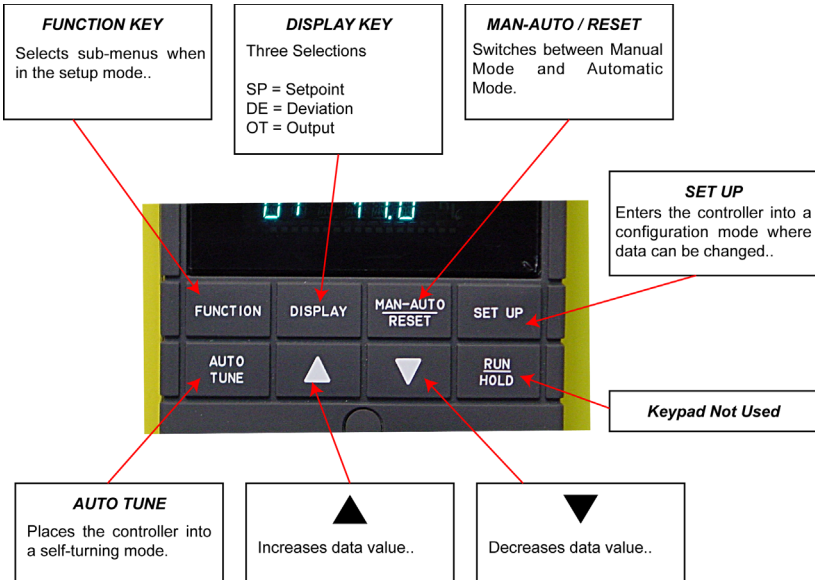 FUNCTION KEY
Selects sub-menus when
in the setup mode..
DISPLAY KEY
Three Selections
SP = Setpoint
DE = Deviation
OT = Output
MAN-AUTO / RESET
Switches between Manual
Mode and Automatic
Mode.
SET UP
Enters the controller into a
configuration mode where
data can be changed..
FUNCTION
DISPLAY
MAN-AUTO
RESET
SET UP
AUTO
TUNE
RUN
HOLD
Keypad Not Used
AUTO TUNE
Places the controller into
a self-turning mode.
Increases data value..
Decreases data value..